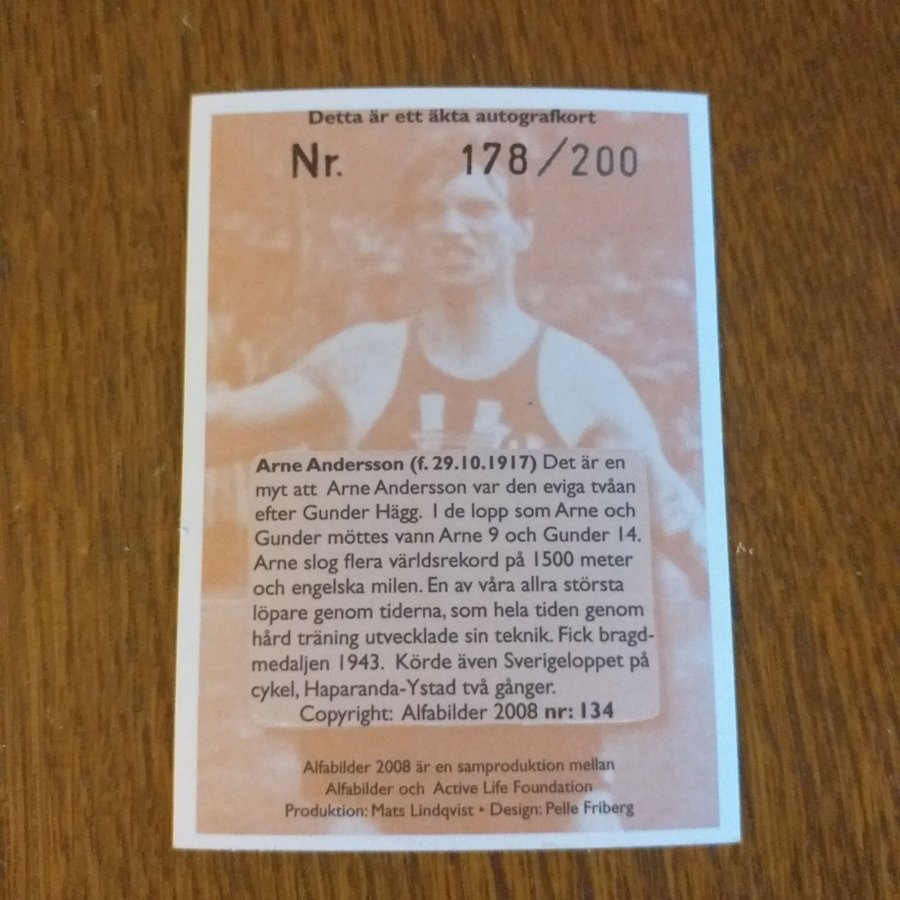 Detta är ett äkta autografkort
Nr. 178/200
Arne Andersson (f. 29.10.1917) Det är en
myt att Arne Andersson var den eviga tvåan
efter Gunder Hägg. I de lopp som Arne och
Gunder möttes vann Arne 9 och Gunder 14.
Arne slog flera världsrekord på 1500 meter
och engelska milen. En av våra allra största
löpare genom tiderna, som hela tiden genom
hård träning utvecklade sin teknik. Fick bragd-
medaljen 1943. Körde även Sverigeloppet på
cykel, Haparanda-Ystad två gånger.
Copyright: Alfabilder 2008 nr: 134
Alfabilder 2008 är en samproduktion mellan
Alfabilder och Active Life Foundation
Produktion: Mats Lindqvist • Design: Pelle Friberg